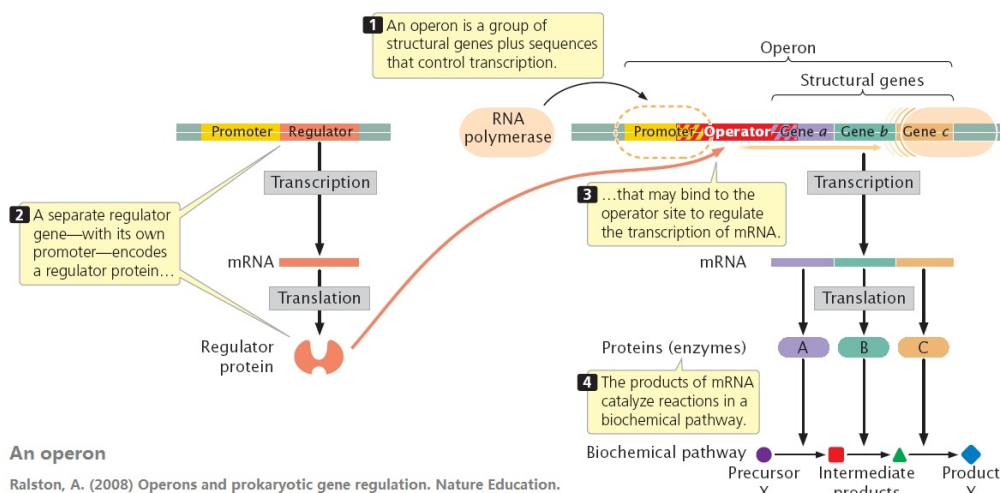 1 An operon is a group of
structural genes plus sequences
that control transcription.
Operon
Structural genes
Promoter Regulator
RNA
polymerase
Promoter Operator Gene a Gene b Gene c
Transcription
Transcription
2 A separate regulator
gene—with its own
promoter—encodes
a regulator protein…
3 …that may bind to the
operator site to regulate
the transcription of mRNA.
mRNA
mRNA
Translation
Translation
Regulator
protein
Proteins (enzymes)
A B C
4 The products of mRNA
catalyze reactions in a
biochemical pathway.
Biochemical pathway
Precursor
Intermediate
products
Product
An operon
Ralston, A. (2008) Operons and prokaryotic gene regulation. Nature Education.